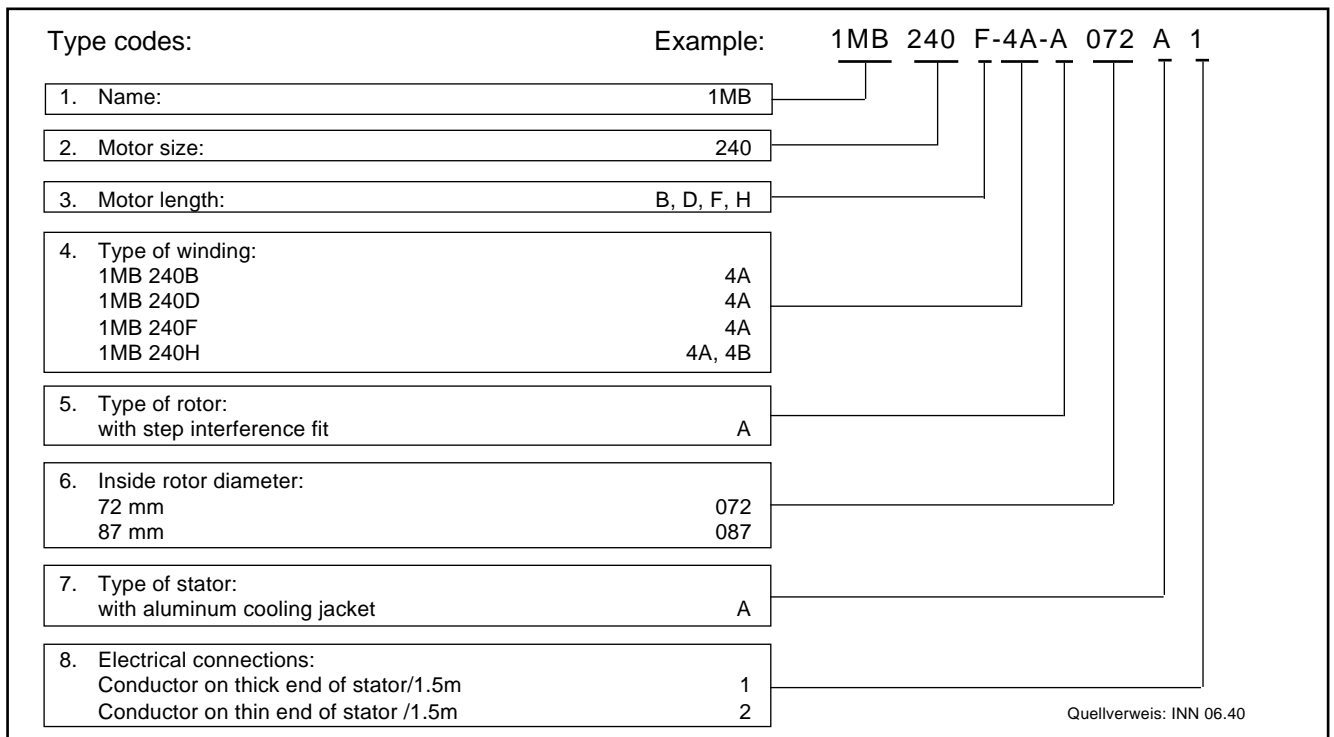 Type codes: Example: 1MB 240 F-4A-A 072 A 1
1. Name: 1MB
2. Motor size: 240
3. Motor length: B, D, F, H
4. Type of winding:
1MB 240B 4A
1MB 240D 4A
1MB 240F 4A
1MB 240H 4A, 4B
5. Type of rotor:
with step interference fit A
6. Inside rotor diameter:
72 mm 072
87 mm 087
7. Type of stator:
with aluminum cooling jacket A
8. Electrical connections:
Conductor on thick end of stator/1.5m 1
Conductor on thin end of stator /1.5m 2
Quellverweis: INN 06.40